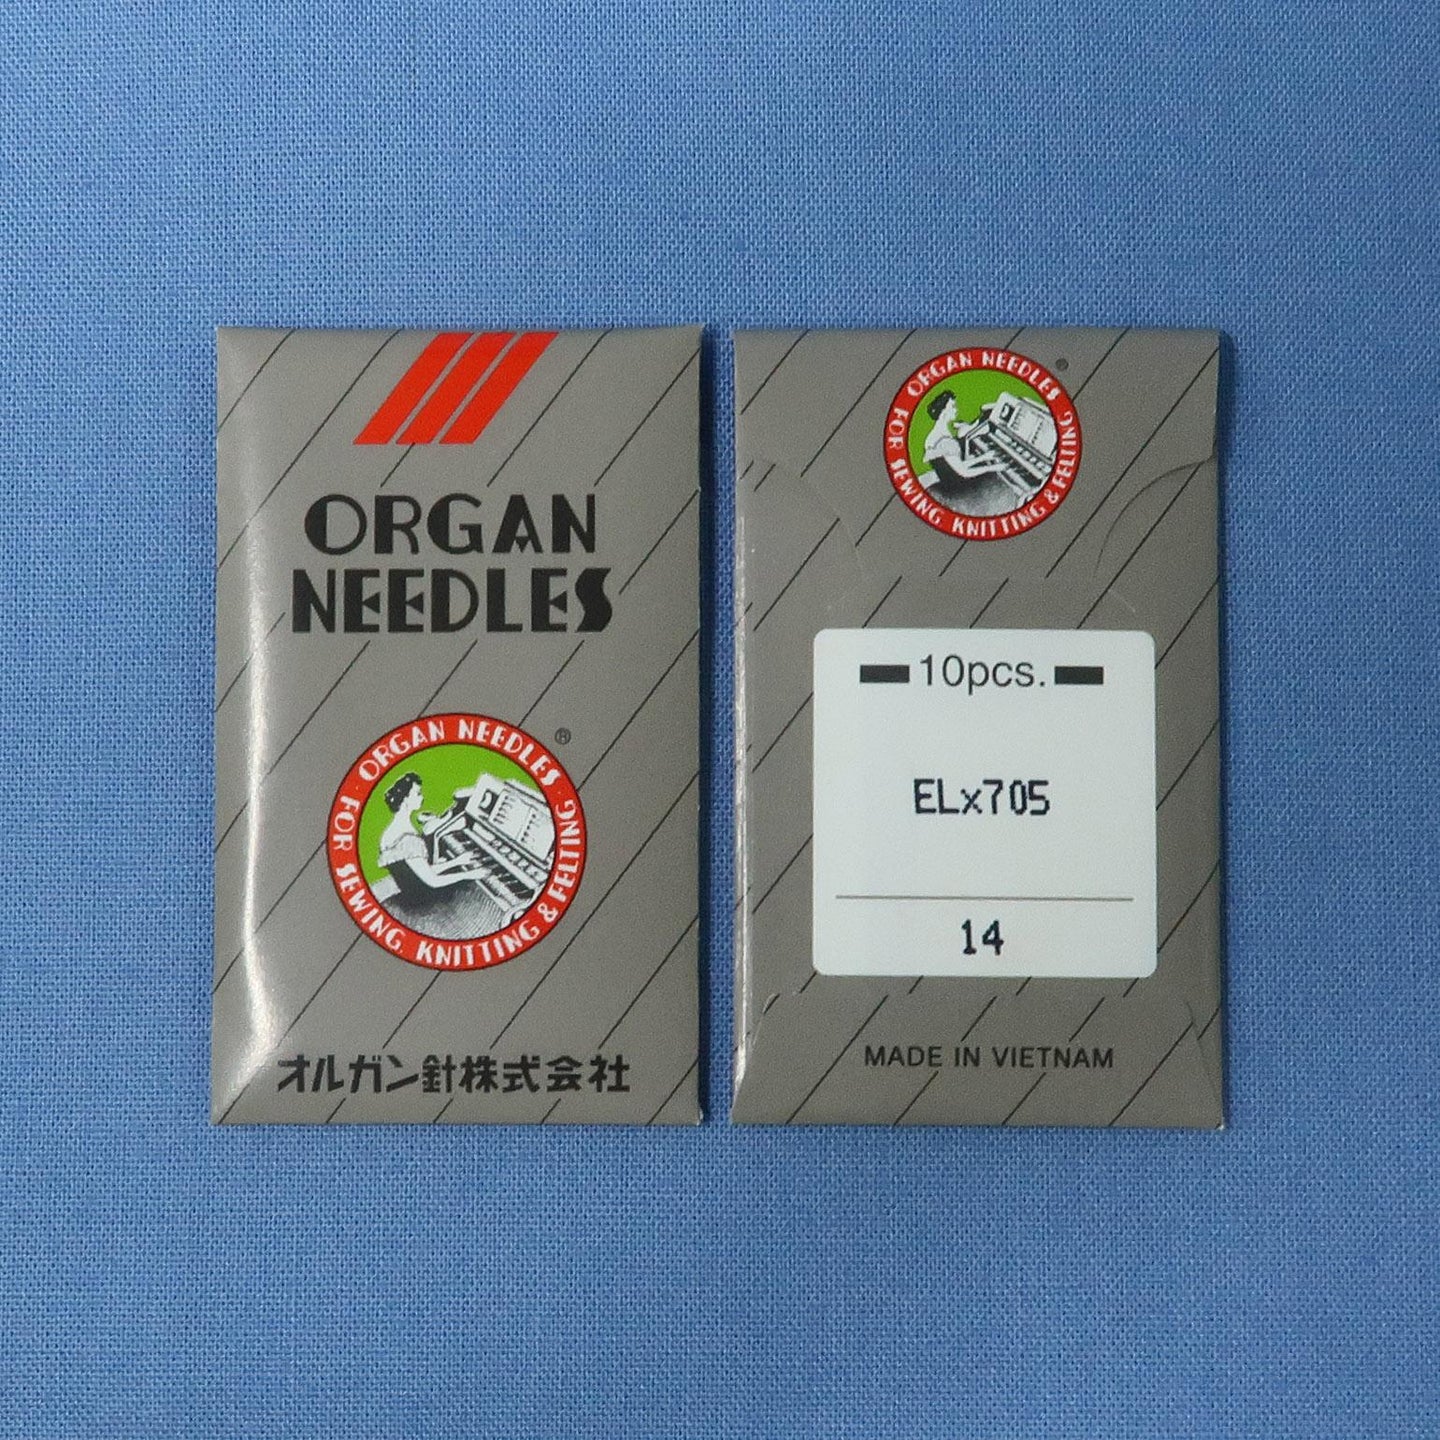 ORGAN
NEEDLES
ORGAN NEEDLES ®
· FOR SEWING, KNITTING & FELTING ·
オルガン針株式会社
ORGAN NEEDLES ®
· FOR SEWING, KNITTING & FELTING ·
10pcs.
ELx705
14
MADE IN VIETNAM